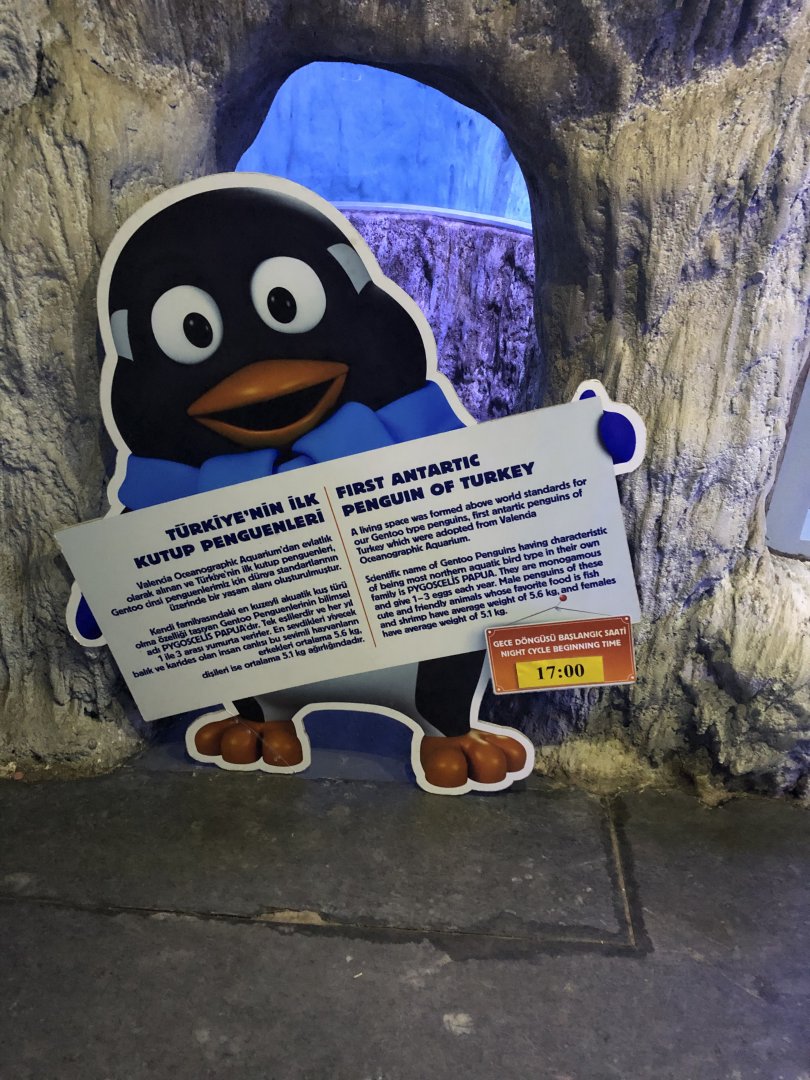 TÜRKİYE'NİN İLK
KUTUP PENGUENLERİ
Valencia Oceanographic Aquarium'dan evlatlık
olarak alınan ve Türkiye'nin ilk kutup penguenleri,
Gentoo cinsi penguenlerimiz için dünya standartlarının
üzerinde bir yaşam alanı oluşturulmuştur.
Kendi familyasındaki en kuzeyli akuatik kuş türü
olma özelliği taşıyan Gentoo Penguenlerinin bilimsel
adı PYGOSCELİS PAPUA'dır. Tek eşlilerdir ve her yıl
1 ile 3 arası yumurta verirler. En sevdikleri yiyecek
balık ve karides olan insan canlısı bu sevimli hayvanların
erkekleri ortalama 5.6 kg,
dişileri ise ortalama 5.1 kg ağırlığındadır.
FIRST ANTARTIC
PENGUIN OF TURKEY
A living space was formed above world standards for
our Gentoo type penguins, first antartic penguins of
Turkey which were adopted from Valencia
Oceanographic Aquarium.
Scientific name of Gentoo Penguins having characteristic
of being most northern aquatic bird type in their own
family is PYGOSCELİS PAPUA. They are monogamous
and give 1-3 eggs each year. Male penguins of these
cute and friendly animals whose favorite food is fish
and shrimp have average weight of 5.6 kg, and females
have average weight of 5.1 kg.
GECE DÖNGÜSÜ BAŞLANGIÇ SAATİ
NIGHT CYCLE BEGINNING TIME
17:00